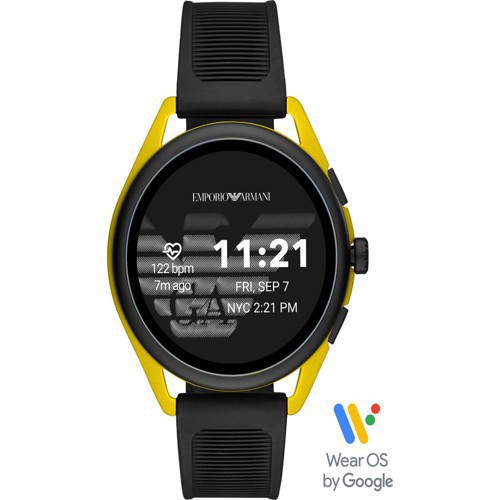 EMPORIO ARMANI
11:21
122 bpm
7m ago
FRI, SEP 7
NYC 2:21 PM
GA
Wear OS
by Google